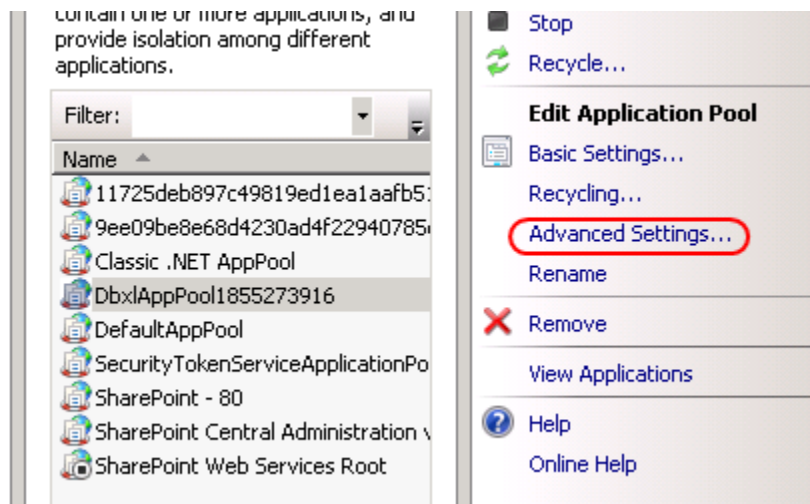 contain one or more applications, and
provide isolation among different
applications.
Filter:
Name
11725deb897c49819ed1ea1aafb5
9ee09be8e68d4230ad4f22940785
Classic .NET AppPool
DbxlAppPool1855273916
DefaultAppPool
SecurityTokenServiceApplicationPo
SharePoint - 80
SharePoint Central Administration v
SharePoint Web Services Root
Stop
Recycle...
Edit Application Pool
Basic Settings...
Recycling...
Advanced Settings...
Rename
Remove
View Applications
Help
Online Help